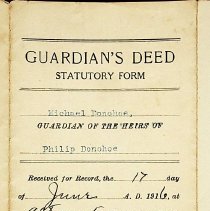 GUARDIAN'S DEED
STATUTORY FORM
Michael Donohoe,
GUARDIAN OF THE HEIRS OF
Philip Donohoe
Received for Record, the 17 day
of June A. D. 1916, at